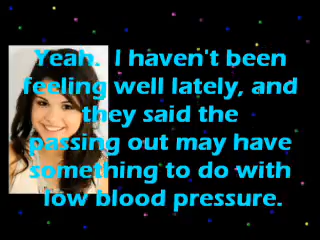 Yeah.  I haven't been
feeling well lately, and
they said the
passing out may have
something to do with
low blood pressure.